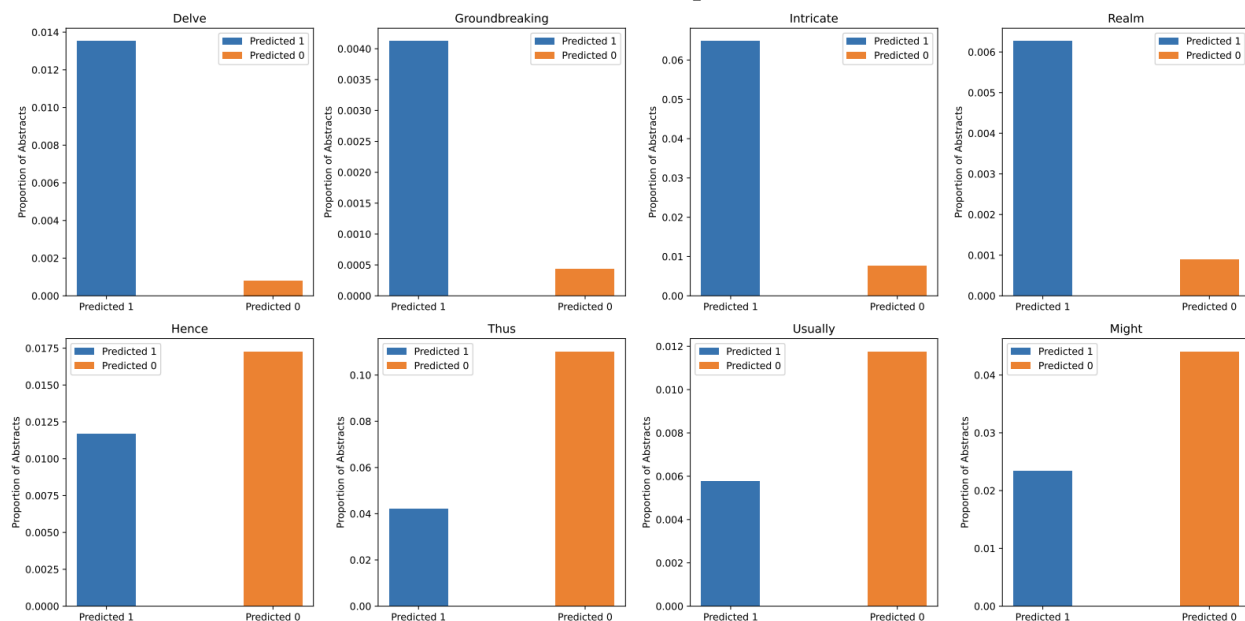 Delve
0.014
0.012
0.010
0.008
0.006
0.004
0.002
0.000
Proportion of Abstracts
Predicted 1
Predicted 0
Predicted 1
Predicted 0
Groundbreaking
0.0040
0.0035
0.0030
0.0025
0.0020
0.0015
0.0010
0.0005
0.0000
Proportion of Abstracts
Predicted 1
Predicted 0
Predicted 1
Predicted 0
Intricate
0.06
0.05
0.04
0.03
0.02
0.01
0.00
Proportion of Abstracts
Predicted 1
Predicted 0
Predicted 1
Predicted 0
Realm
0.006
0.005
0.004
0.003
0.002
0.001
0.000
Proportion of Abstracts
Predicted 1
Predicted 0
Predicted 1
Predicted 0
Hence
0.0175
0.0150
0.0125
0.0100
0.0075
0.0050
0.0025
0.0000
Proportion of Abstracts
Predicted 1
Predicted 0
Predicted 1
Predicted 0
Thus
0.10
0.08
0.06
0.04
0.02
0.00
Proportion of Abstracts
Predicted 1
Predicted 0
Predicted 1
Predicted 0
Usually
0.012
0.010
0.008
0.006
0.004
0.002
0.000
Proportion of Abstracts
Predicted 1
Predicted 0
Predicted 1
Predicted 0
Might
0.04
0.03
0.02
0.01
0.00
Proportion of Abstracts
Predicted 1
Predicted 0
Predicted 1
Predicted 0